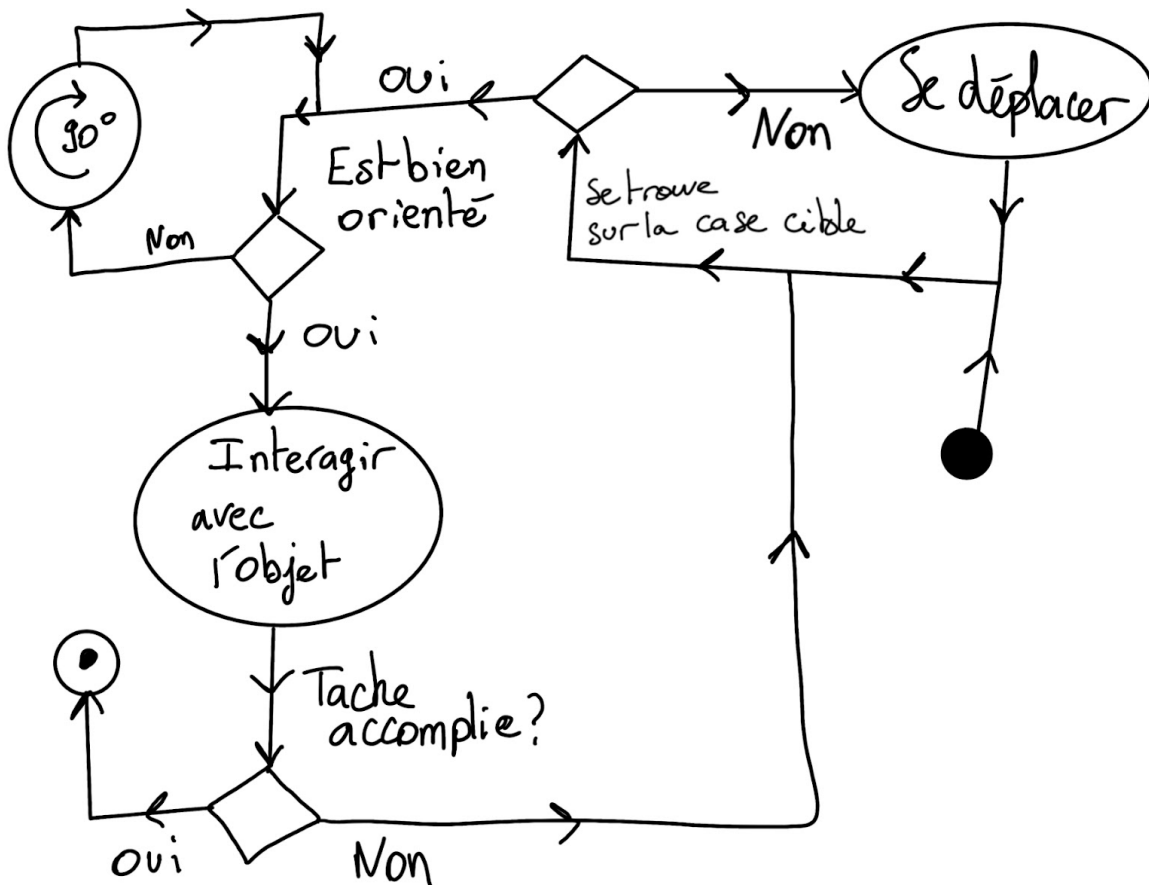 90°
OUI
Non
Se déplacer
Est bien
orienté
Se trouve
sur la case cible
Non
OUI
Interagir
avec
l'objet
Tache
accomplie?
OUI
Non